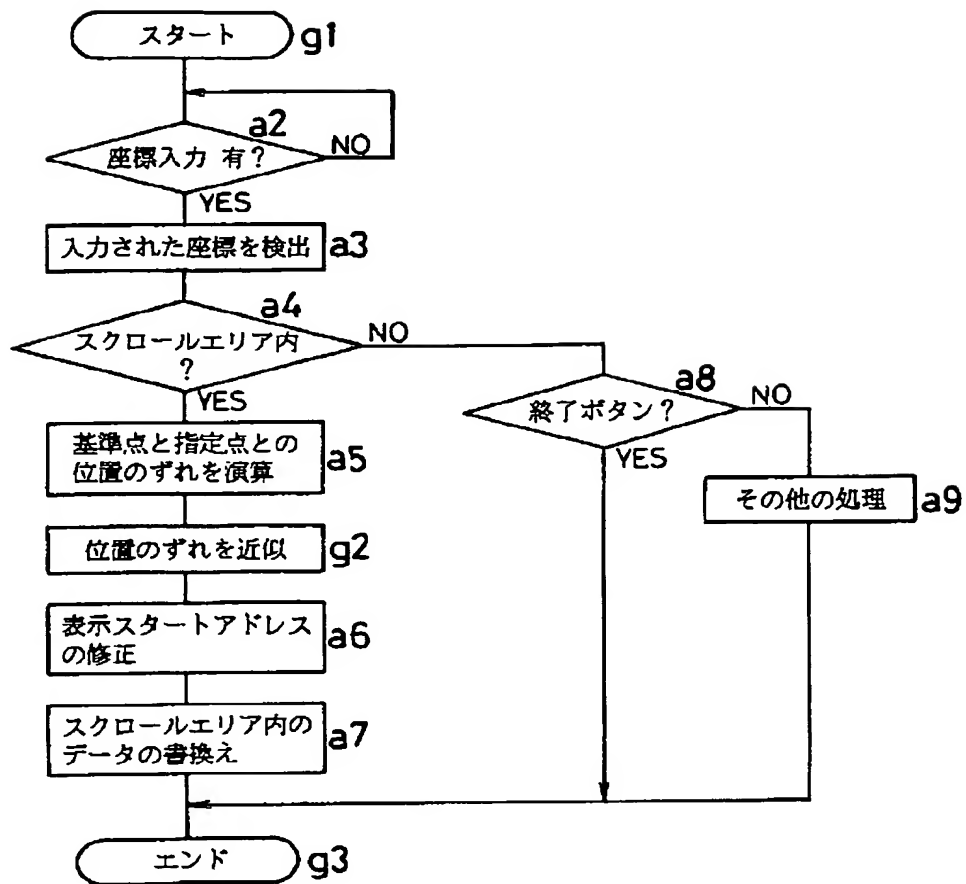 スタート g1
a2
座標入力 有? NO
YES
入力された座標を検出 a3
a4
スクロールエリア内
? NO
YES
a8
終了ボタン? NO
YES
基準点と指定点との
位置のずれを演算 a5
その他の処理 a9
位置のずれを近似 g2
表示スタートアドレス
の修正 a6
スクロールエリア内の
データの書換え a7
エンド g3